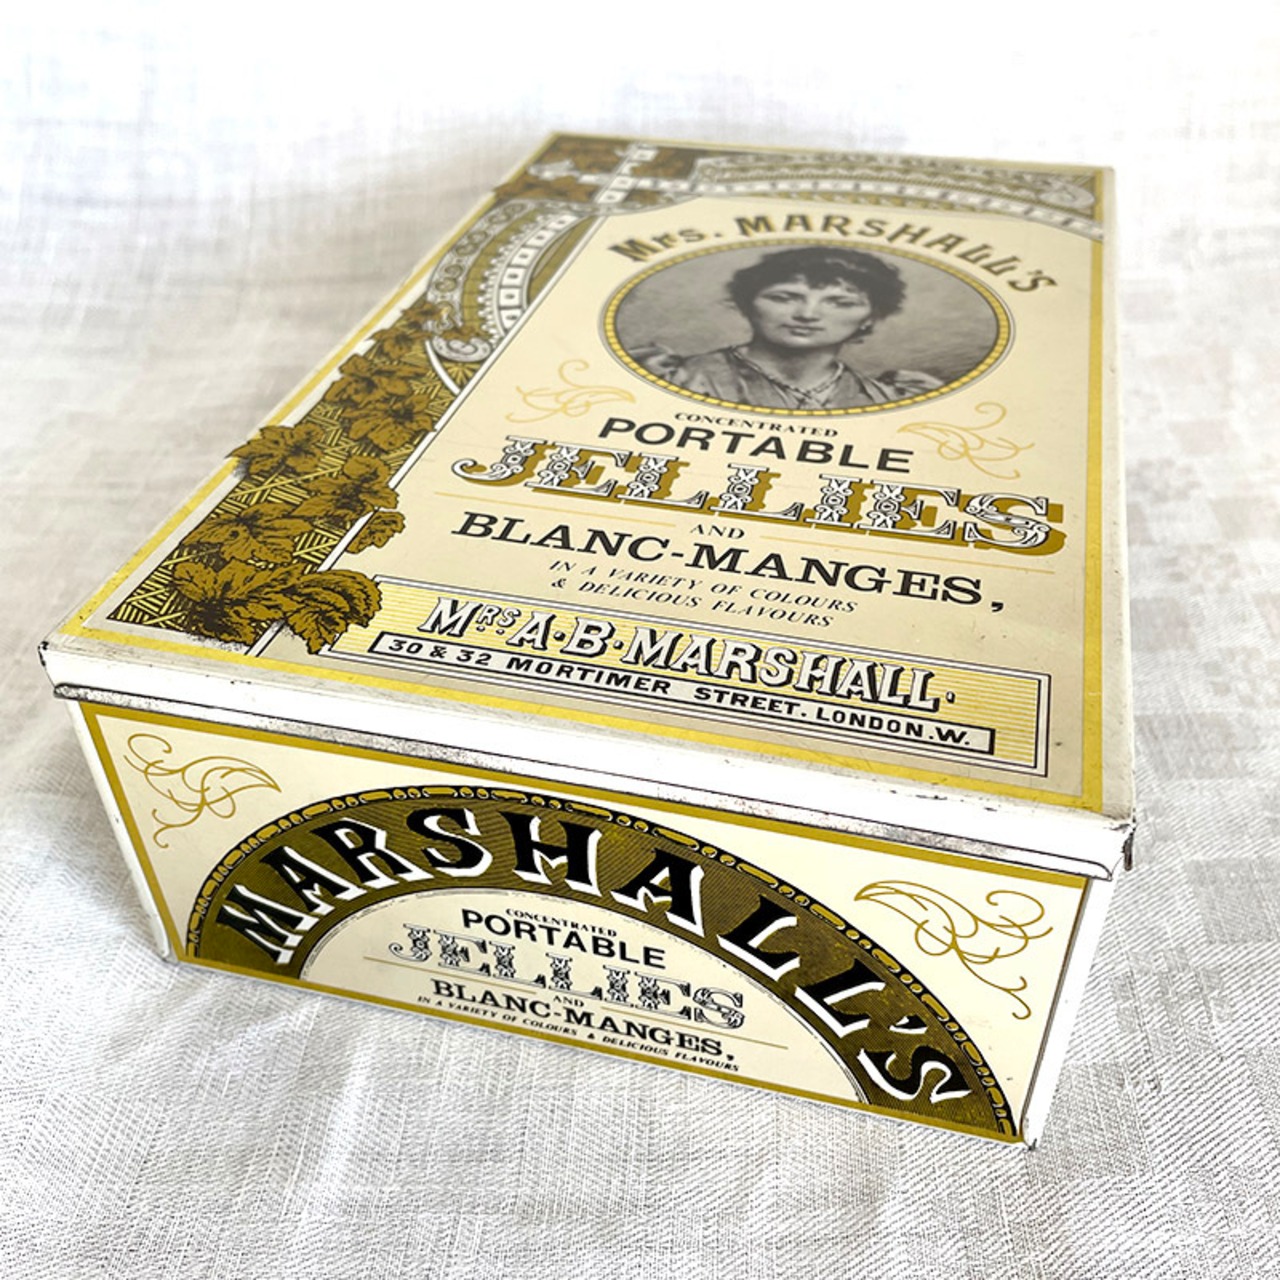 Mrs. MARSHALL'S
CONCENTRATED
PORTABLE
JELLIES
AND
BLANC-MANGES,
IN A VARIETY OF COLOURS
& DELICIOUS FLAVOURS
MRS A·B·MARSHALL.
30 & 32 MORTIMER STREET. LONDON.W.
MARSHALL'S
CONCENTRATED
PORTABLE
JELLIES
AND
BLANC-MANGES,
IN A VARIETY OF COLOURS & DELICIOUS FLAVOURS